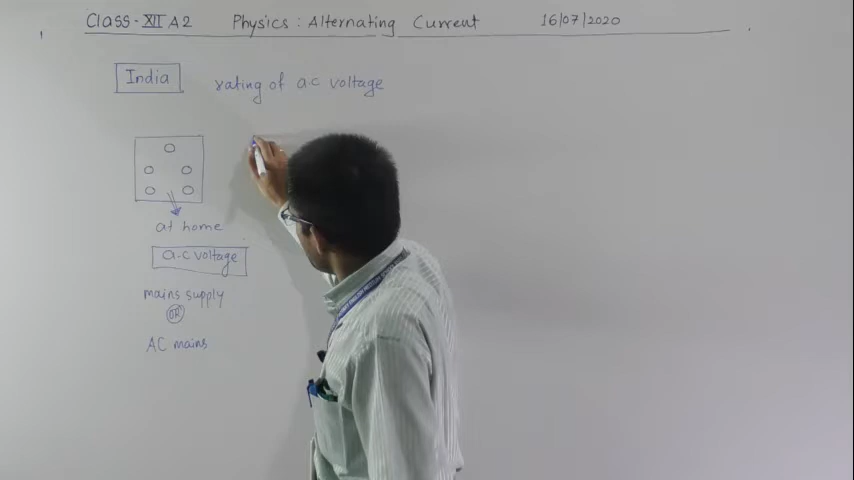 Class-XII A2 Physics : Alternating Current 16/07/2020
India rating of a.c voltage
at home
a.c voltage
mains supply
OR
AC mains